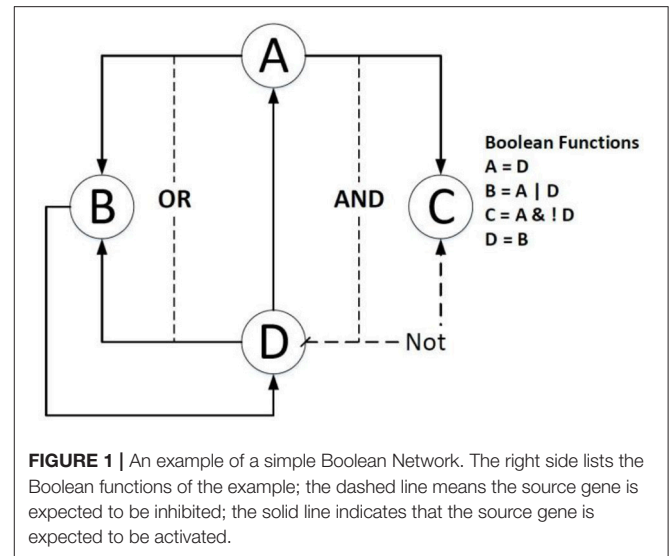 A
B
OR
AND
C
D
Not
Boolean Functions
A = D
B = A | D
C = A & ! D
D = B
FIGURE 1 | An example of a simple Boolean Network. The right side lists the
Boolean functions of the example; the dashed line means the source gene is
expected to be inhibited; the solid line indicates that the source gene is
expected to be activated.